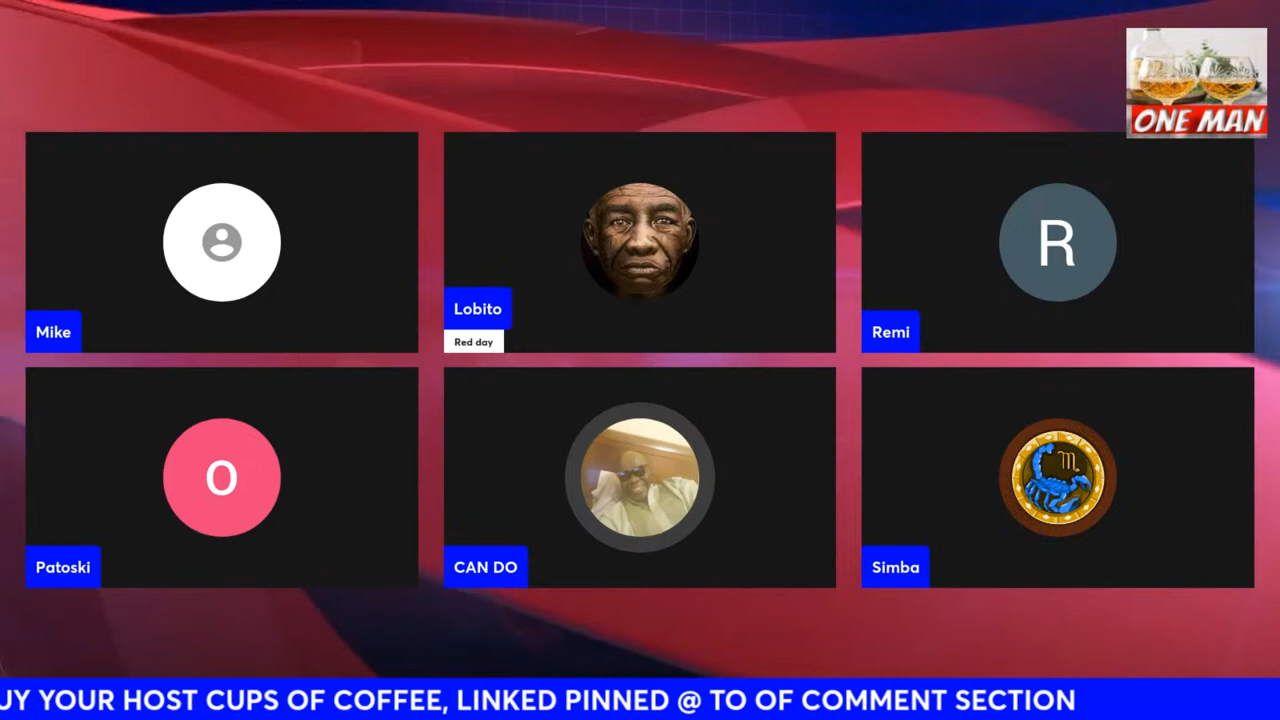 ONE MAN
Mike
Lobito
Red day
R
Remi
O
Patoski
CAN DO
Simba
UY YOUR HOST CUPS OF COFFEE, LINKED PINNED @ TO OF COMMENT SECTION